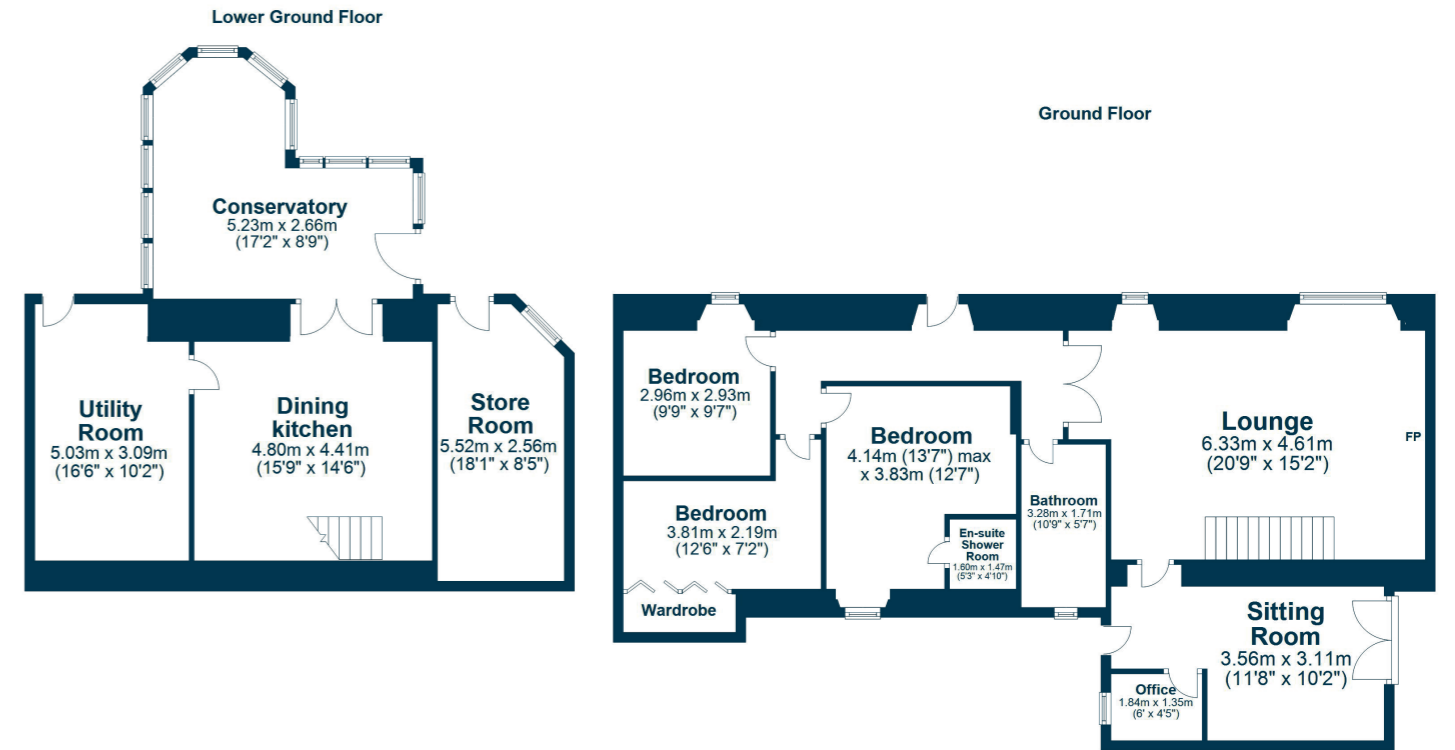 Lower Ground Floor
Conservatory
5.23m x 2.66m
(17'2" x 8'9")
Utility
Room
5.03m x 3.09m
(16'6" x 10'2")
Dining
kitchen
4.80m x 4.41m
(15'9" x 14'6")
Store
Room
5.52m x 2.56m
(18'1" x 8'5")
Ground Floor
Bedroom
2.96m x 2.93m
(9'9" x 9'7")
Bedroom
4.14m (13'7") max
x 3.83m (12'7")
Lounge
6.33m x 4.61m
(20'9" x 15'2")
FP
Bedroom
3.81m x 2.19m
(12'6" x 7'2")
En-suite
Shower
Room
1.60m x 1.47m
(5'3" x 4'10")
Bathroom
3.28m x 1.71m
(10'9" x 5'7")
Wardrobe
Sitting
Room
3.56m x 3.11m
(11'8" x 10'2")
Office
1.84m x 1.35m
(6' x 4'5")